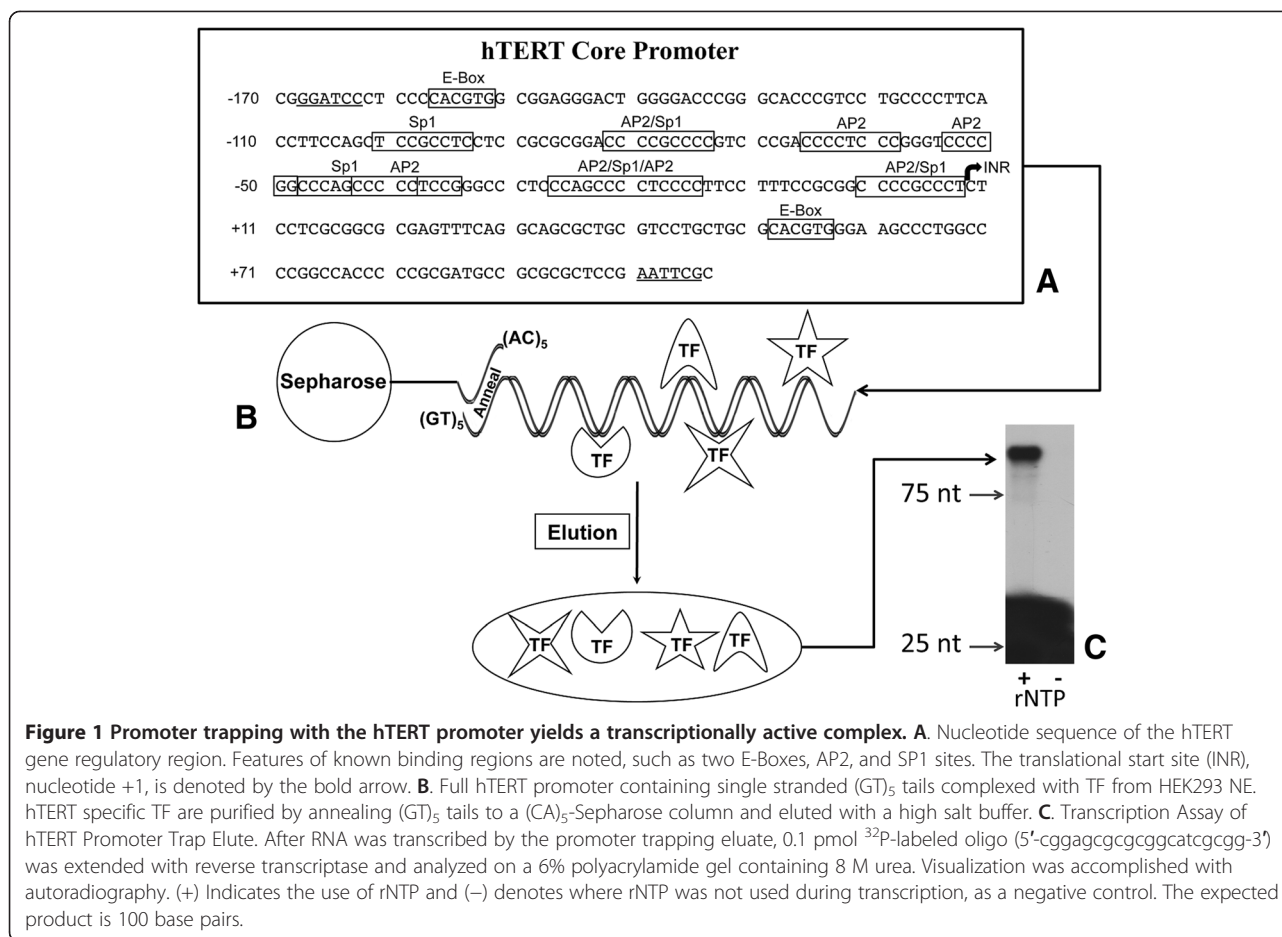 hTERT Core Promoter
E-Box
-170 CGGGATCCCT CCCCACGTGG CGGAGGGACT GGGGACCCGG GCACCCGTCC TGCCCCTTCA
Sp1 AP2/Sp1 AP2 AP2
-110 CCTTCCAGCT CCGCCTCCTC CGCGCGGACC CCGCCCCGTC CCGACCCCTC CCGGGTCCCC
Sp1 AP2 AP2/Sp1/AP2 AP2/Sp1 INR
-50 GGCCCAGCCC CCTCCGGGCC CTCCCAGCCC CTCCCCTTCC TTTCCGCGGC CCCGCCCTCT
E-Box
+11 CCTCGCGGCG CGAGTTTCAG GCAGCGCTGC GTCCTGCTGC GCACGTGGGA AGCCCTGGCC
+71 CCGGCCACCC CCGCGATGCC GCGCGCTCCG AATTCGC
A
(AC)5
TF TF
Sepharose
Anneal
B
(GT)5
TF TF
75 nt
Elution
TF TF TF TF
25 nt
C
+ -
rNTP
Figure 1 Promoter trapping with the hTERT promoter yields a transcriptionally active complex. A. Nucleotide sequence of the hTERT
gene regulatory region. Features of known binding regions are noted, such as two E-Boxes, AP2, and SP1 sites. The translational start site (INR),
nucleotide +1, is denoted by the bold arrow. B. Full hTERT promoter containing single stranded (GT)5 tails complexed with TF from HEK293 NE.
hTERT specific TF are purified by annealing (GT)5 tails to a (CA)5-Sepharose column and eluted with a high salt buffer. C. Transcription Assay of
hTERT Promoter Trap Elute. After RNA was transcribed by the promoter trapping eluate, 0.1 pmol 32P-labeled oligo (5′-cggagcgcgcggcatcgcgg-3′)
was extended with reverse transcriptase and analyzed on a 6% polyacrylamide gel containing 8 M urea. Visualization was accomplished with
autoradiography. (+) Indicates the use of rNTP and (−) denotes where rNTP was not used during transcription, as a negative control. The expected
product is 100 base pairs.